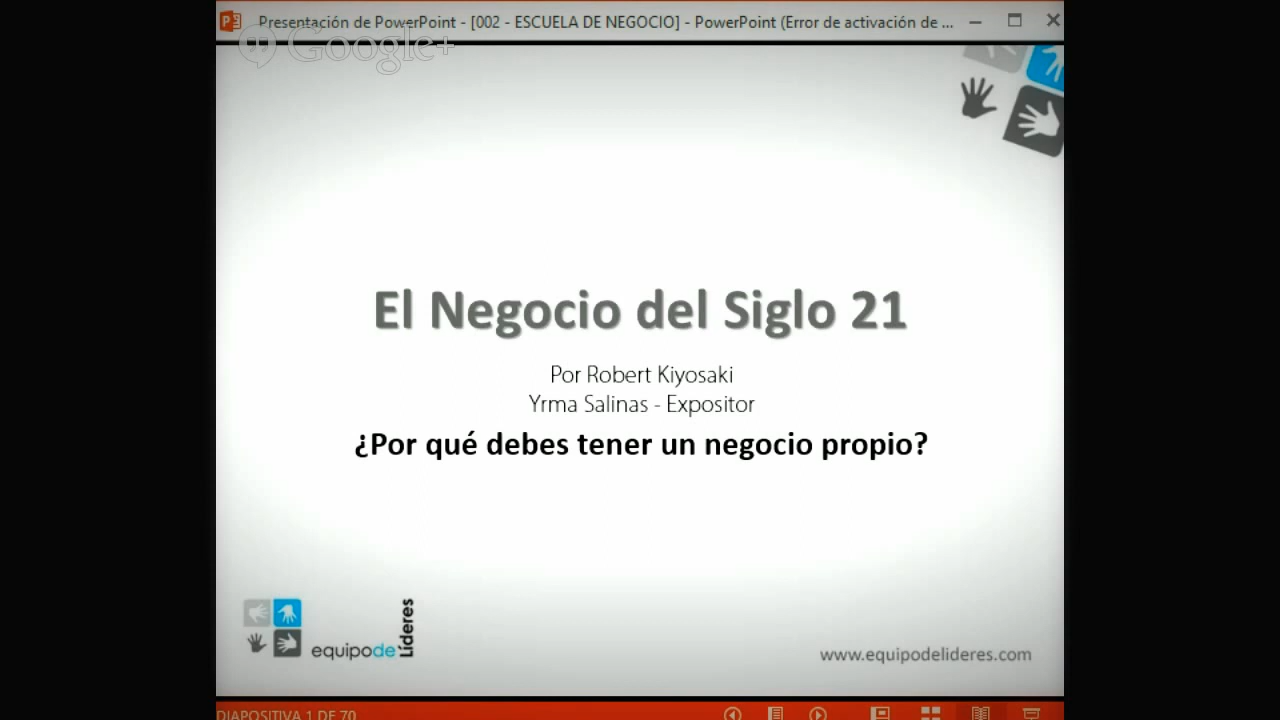 Presentación de PowerPoint - [002 - ESCUELA DE NEGOCIO] - PowerPoint (Error de activación de ...
Google+
El Negocio del Siglo 21
Por Robert Kiyosaki
Yrma Salinas - Expositor
¿Por qué debes tener un negocio propio?
equipodeLíderes
www.equipodelideres.com
DIAPOSITIVA 1 DE 70